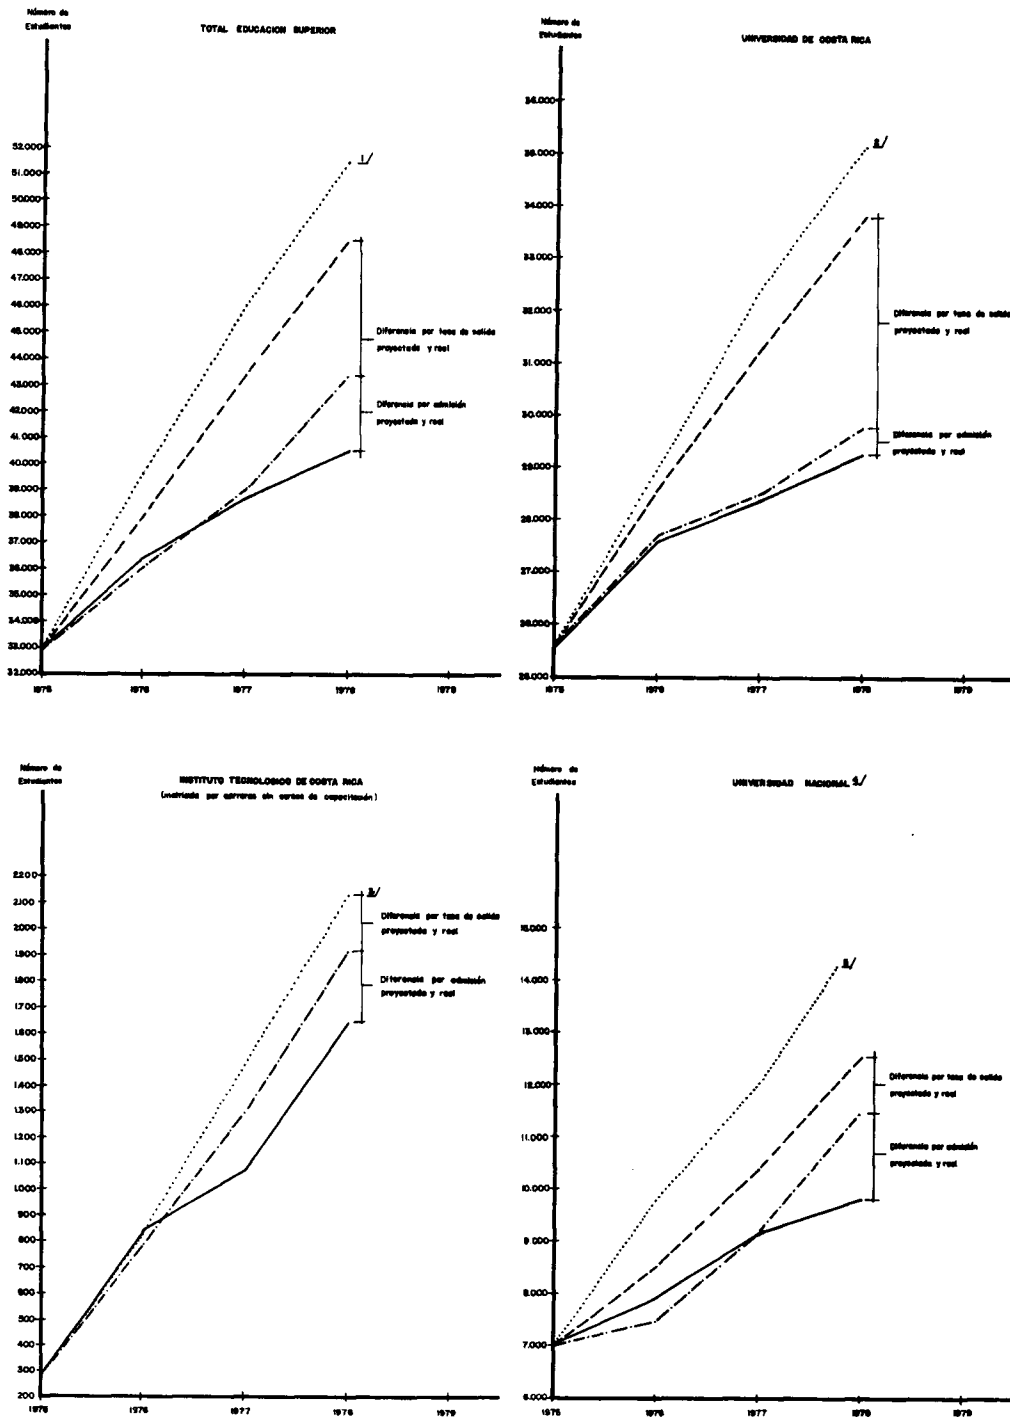 Número de
Estudiantes
TOTAL EDUCACION SUPERIOR
52.000
51.000
50.000
49.000
48.000
47.000
46.000
45.000
44.000
43.000
42.000
41.000
40.000
39.000
38.000
37.000
36.000
35.000
34.000
33.000
32.000
1975
1976
1977
1978
1979
1/
Diferencia por tasa de salida
proyectada y real
Diferencia por admisión
proyectada y real
Número de
Estudiantes
UNIVERSIDAD DE COSTA RICA
36.000
35.000
34.000
33.000
32.000
31.000
30.000
29.000
28.000
27.000
26.000
25.000
1975
1976
1977
1978
1979
Diferencia por tasa de salida
proyectada y real
Diferencia por admisión
proyectada y real
Número de
Estudiantes
INSTITUTO TECNOLOGICO DE COSTA RICA
(matrícula por carreras sin cursos de capacitación)
2.200
2.100
2.000
1.900
1.800
1.700
1.600
1.500
1.400
1.300
1.200
1.100
1.000
900
800
700
600
500
400
300
200
1975
1976
1977
1978
1979
Diferencia por tasa de salida
proyectada y real
Diferencia por admisión
proyectada y real
Número de
Estudiantes
UNIVERSIDAD NACIONAL
15.000
14.000
13.000
12.000
11.000
10.000
9.000
8.000
7.000
6.000
1975
1976
1977
1978
1979
Diferencia por tasa de salida
proyectada y real
Diferencia por admisión
proyectada y real